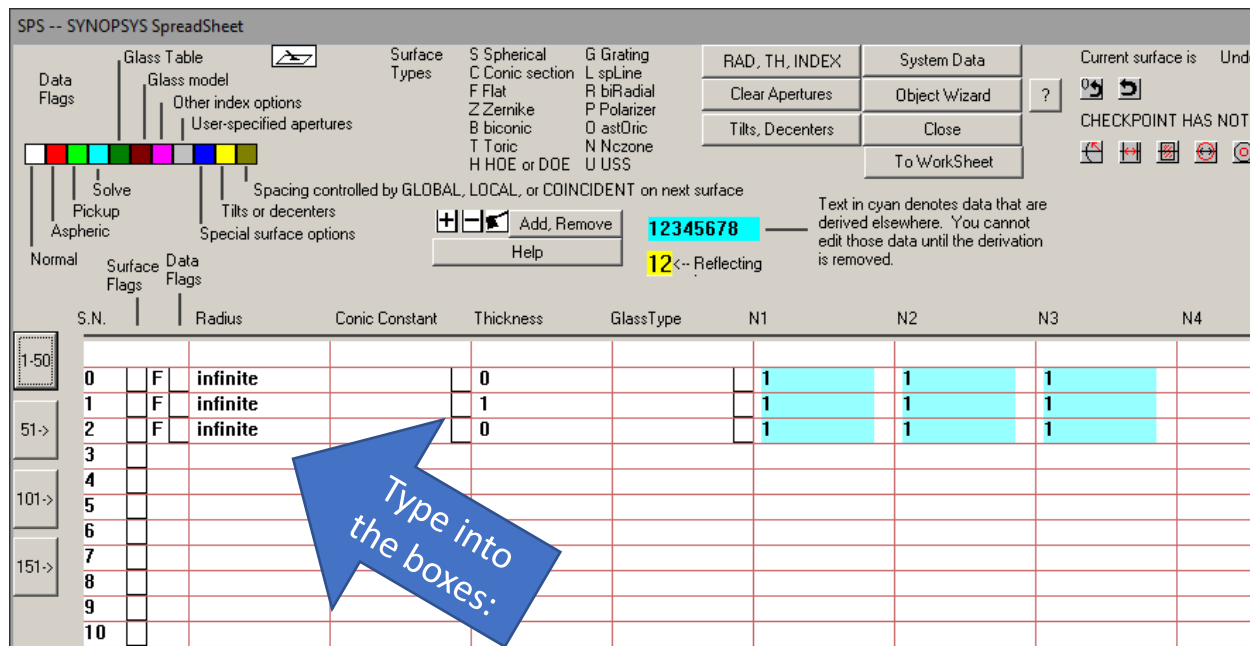 SPS -- SYNOPSYS SpreadSheet
Data
Flags
Glass Table
Glass model
Other index options
User-specified apertures
Solve
Pickup
Aspheric
Normal
Spacing controlled by GLOBAL, LOCAL, or COINCIDENT on next surface
Tilts or decenters
Special surface options
Surface
Flags
Data
Flags
Surface
Types
S Spherical
C Conic section
F Flat
Z Zernike
B biconic
T Toric
H HOE or DOE
G Grating
L spLine
R biRadial
P Polarizer
O astOric
N Nczone
U USS
RAD, TH, INDEX
Clear Apertures
Tilts, Decenters
System Data
Object Wizard
Close
To WorkSheet
?
Current surface is Unde
CHECKPOINT HAS NOT
Add, Remove
Help
12345678
12 <-- Reflecting
Text in cyan denotes data that are
derived elsewhere. You cannot
edit those data until the derivation
is removed.
S.N. Radius Conic Constant Thickness GlassType N1 N2 N3 N4
1-50
51->
101->
151->
0 F infinite 0 1 1 1
1 F infinite 1 1 1 1
2 F infinite 0 1 1 1
3
4
5
6
7
8
9
10
Type into
the boxes: